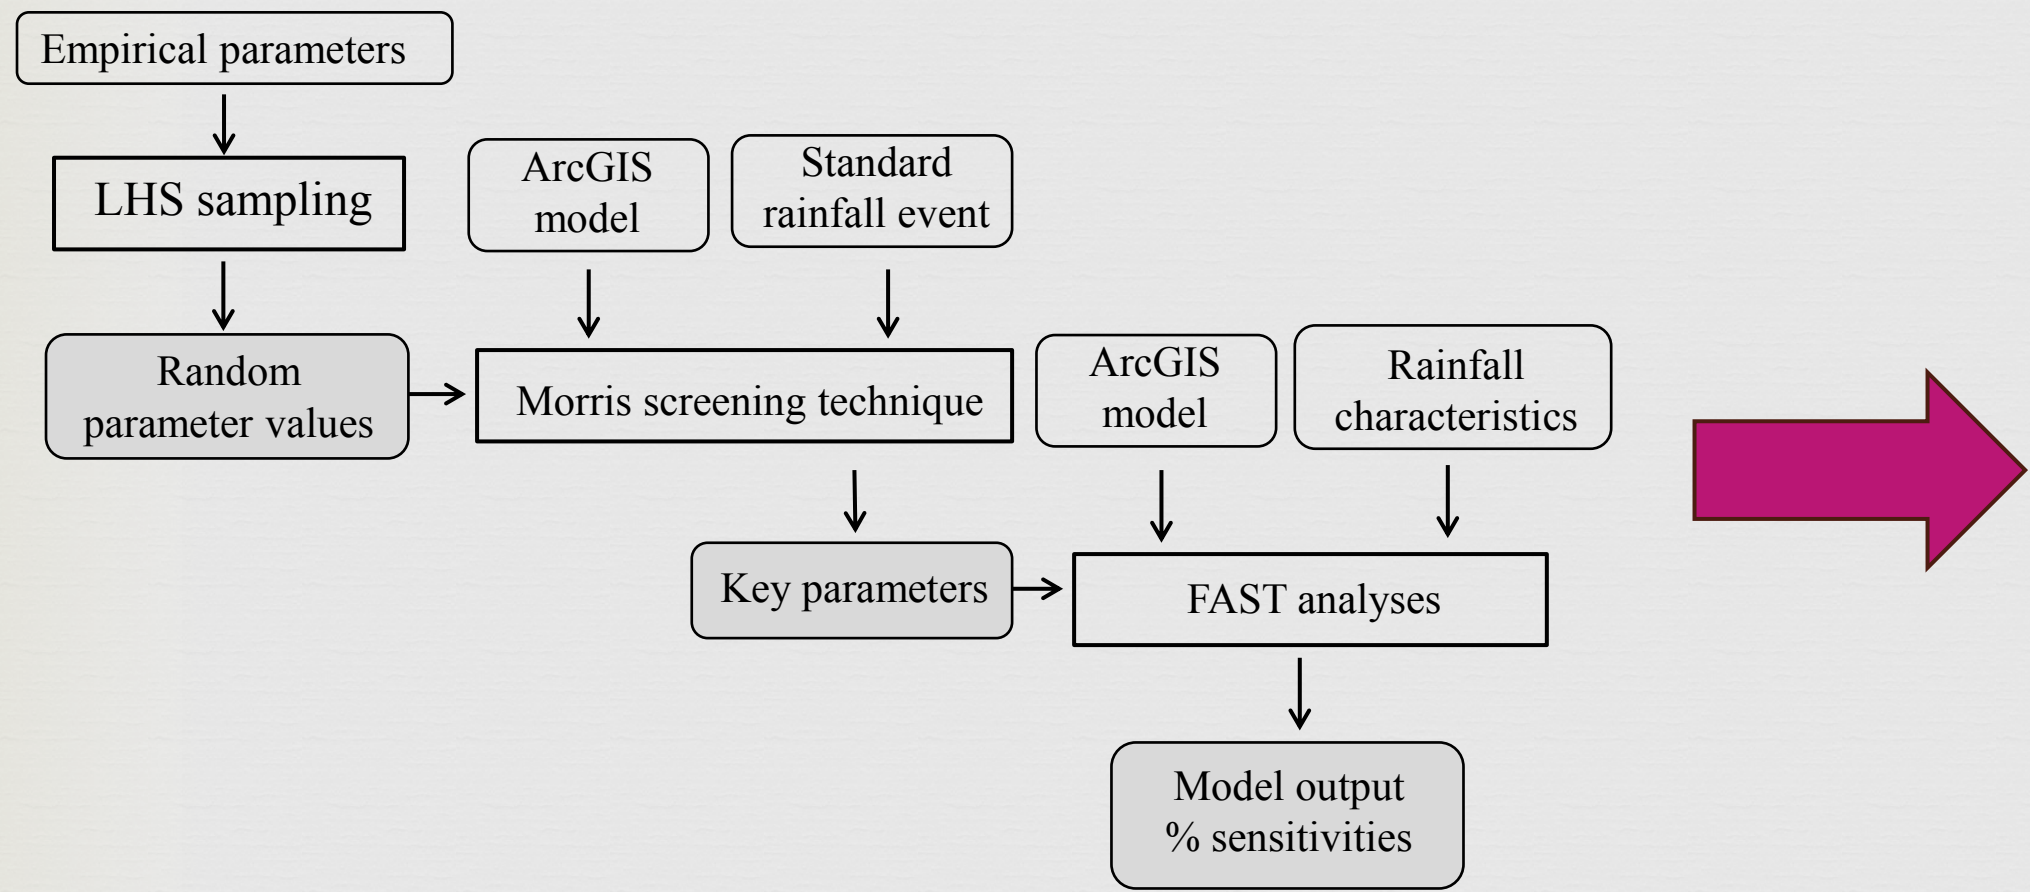 Empirical parameters
LHS sampling
ArcGIS
model
Standard
rainfall event
Random
parameter values
Morris screening technique
ArcGIS
model
Rainfall
characteristics
Key parameters
FAST analyses
Model output
% sensitivities